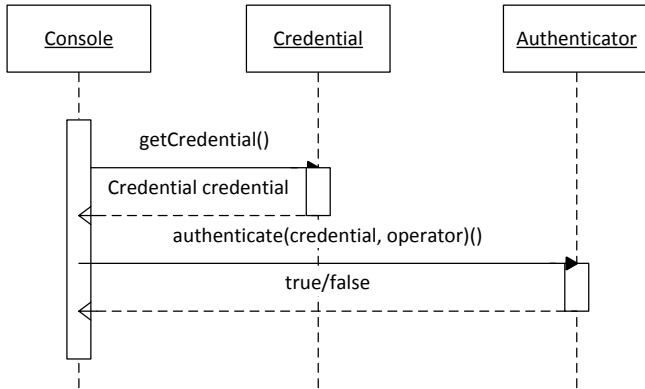 Console
Credential
Authenticator
getCredential()
Credential credential
authenticate(credential, operator)()
true/false